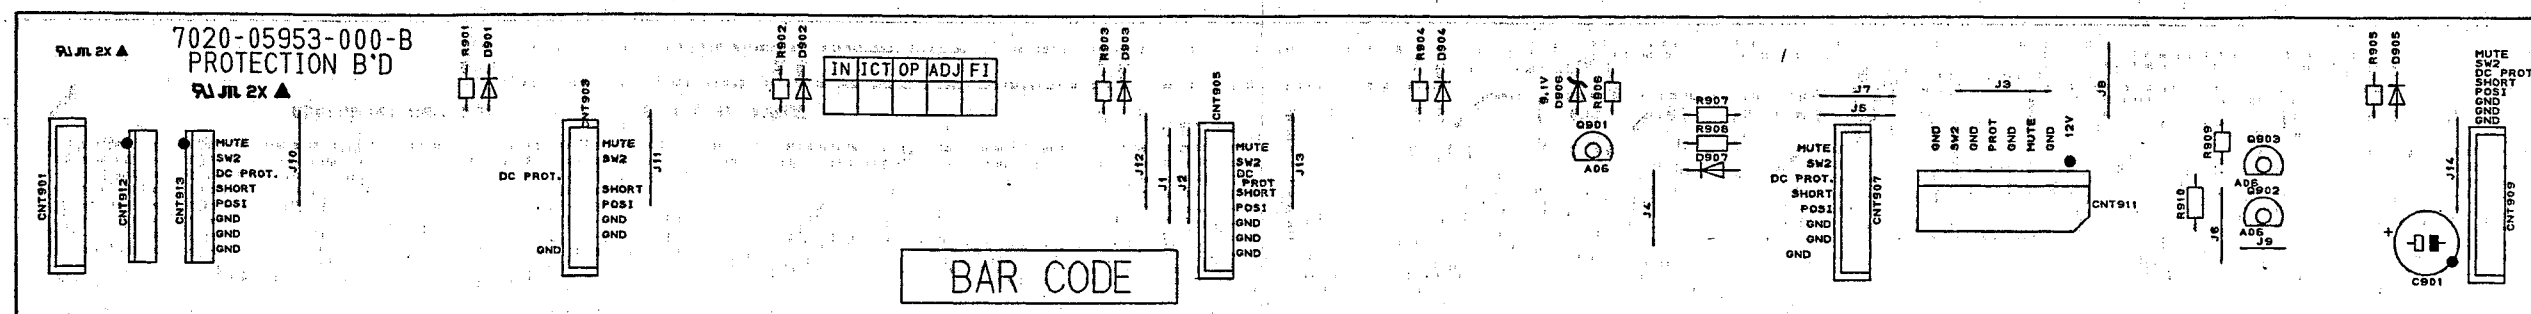 7020-05953-000-B
PROTECTION B'D
2X ▲
2X ▲
R901
D901
R902
D902
IN ICT OP ADJ FI
R903
D903
R904
D904
9.1V
D906
R906
R905
D905
CNT901
CNT912
CNT913
MUTE
SW2
DC PROT.
SHORT
POSI
GND
GND
GND
J10
CNT903
DC PROT.
GND
MUTE
SW2
SHORT
POSI
GND
GND
J11
BAR CODE
J12
J1
J2
CNT905
MUTE
SW2
DC
PROT
SHORT
POSI
GND
GND
GND
J13
Q901
A06
R907
R908
D907
J4
J7
J5
MUTE
SW2
DC PROT.
SHORT
POSI
GND
GND
GND
CNT907
J3
J8
GND
SW2
GND
PROT
GND
MUTE
GND
12V
CNT911
R909
R910
Q903
A06
Q902
A06
J6
J9
J14
+
C901
MUTE
SW2
DC PROT
SHORT
POSI
GND
GND
GND
CNT909